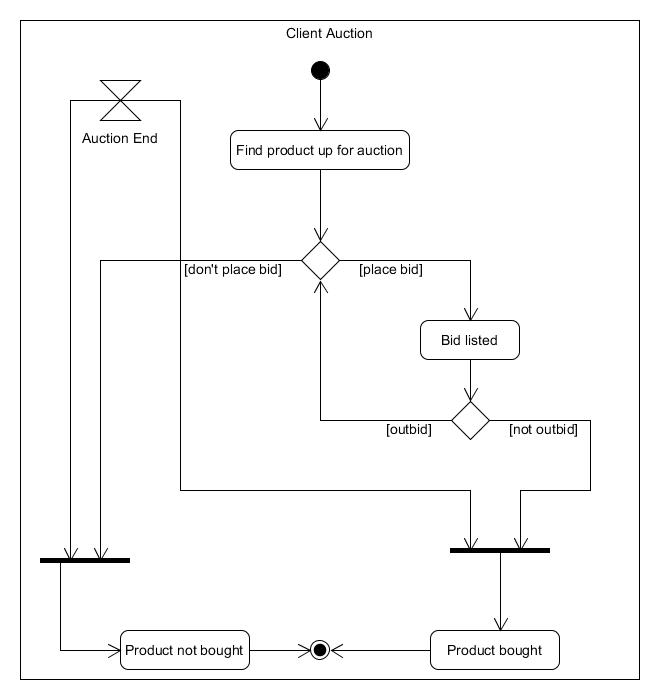 Client Auction
Auction End
Find product up for auction
[don't place bid]
[place bid]
Bid listed
[outbid]
[not outbid]
Product not bought
Product bought